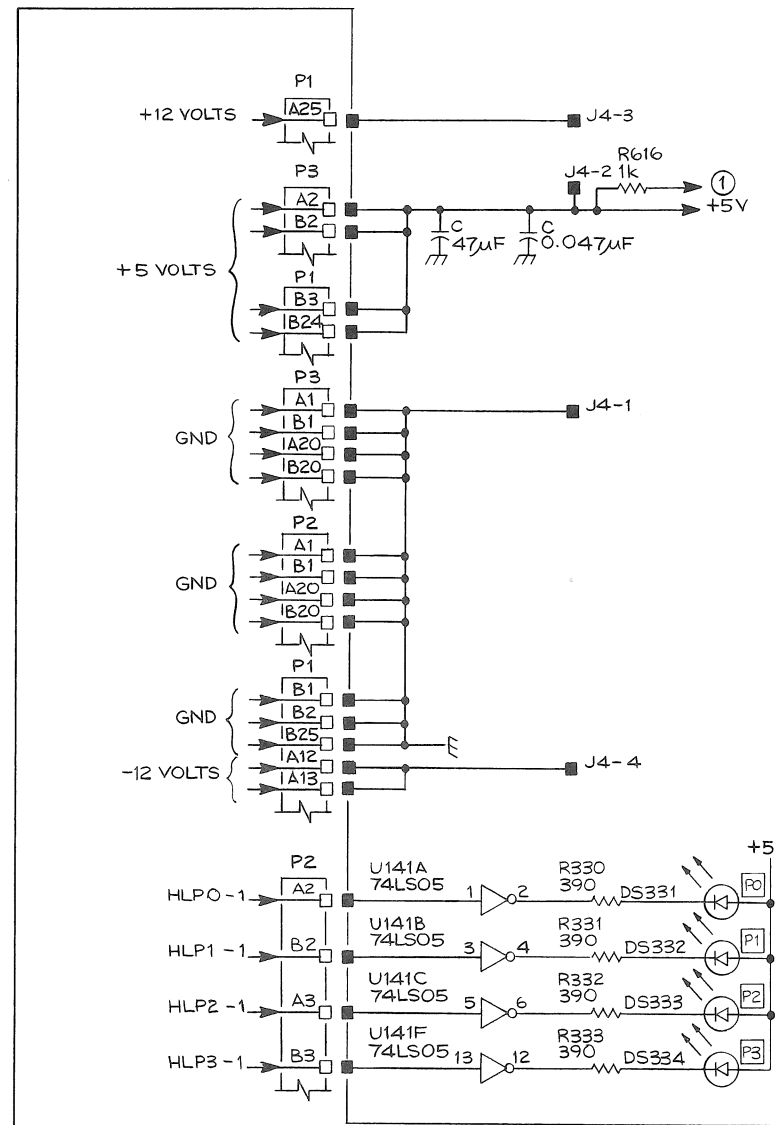 P1
+12 VOLTS
A25
J4-3
P3
J4-2
R616
1k
1
+5V
A2
B2
C
47µF
C
0.047µF
+5 VOLTS
P1
B3
B24
P3
GND
A1
B1
A20
B20
J4-1
P2
GND
A1
B1
A20
B20
P1
GND
B1
B2
B25
-12 VOLTS
A12
A13
J4-4
P2
+5
HLP0-1
A2
U141A
74LS05
1
2
R330
390
DS331
P0
HLP1-1
B2
U141B
74LS05
3
4
R331
390
DS332
P1
HLP2-1
A3
U141C
74LS05
5
6
R332
390
DS333
P2
HLP3-1
B3
U141F
74LS05
13
12
R333
390
DS334
P3